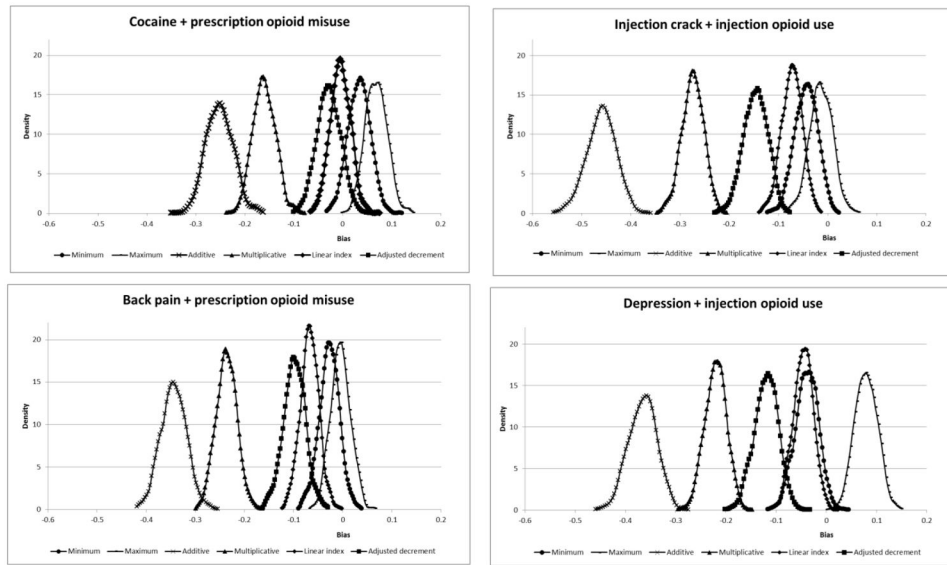 Cocaine + prescription opioid misuse
20
15
10
5
0
Density
-0.6 -0.5 -0.4 -0.3 -0.2 -0.1 0 0.1 0.2
Bias
Minimum Maximum Additive Multiplicative Linear index Adjusted decrement
Injection crack + injection opioid use
20
15
10
5
0
Density
-0.6 -0.5 -0.4 -0.3 -0.2 -0.1 0 0.1 0.2
Bias
Minimum Maximum Additive Multiplicative Linear index Adjusted decrement
Back pain + prescription opioid misuse
20
15
10
5
0
Density
-0.6 -0.5 -0.4 -0.3 -0.2 -0.1 0 0.1 0.2
Bias
Minimum Maximum Additive Multiplicative Linear index Adjusted decrement
Depression + injection opioid use
20
15
10
5
0
Density
-0.6 -0.5 -0.4 -0.3 -0.2 -0.1 0 0.1 0.2
Bias
Minimum Maximum Additive Multiplicative Linear index Adjusted decrement